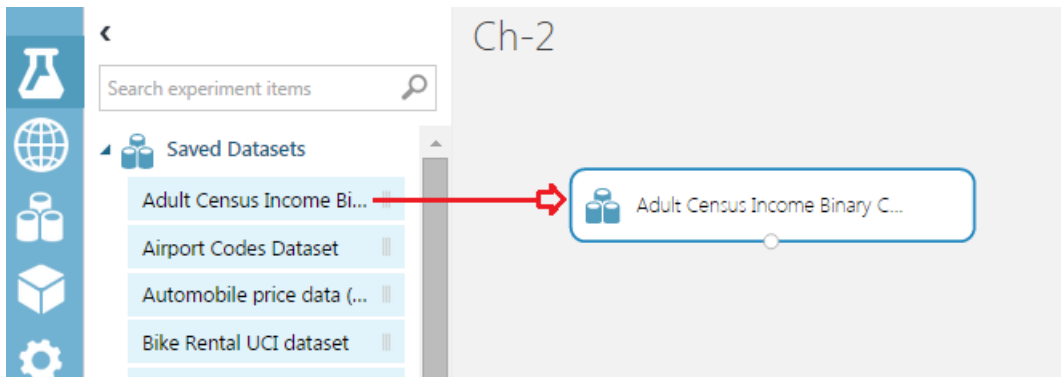 Ch-2
Search experiment items
Saved Datasets
Adult Census Income Bi...
Adult Census Income Binary C...
Airport Codes Dataset
Automobile price data (...
Bike Rental UCI dataset